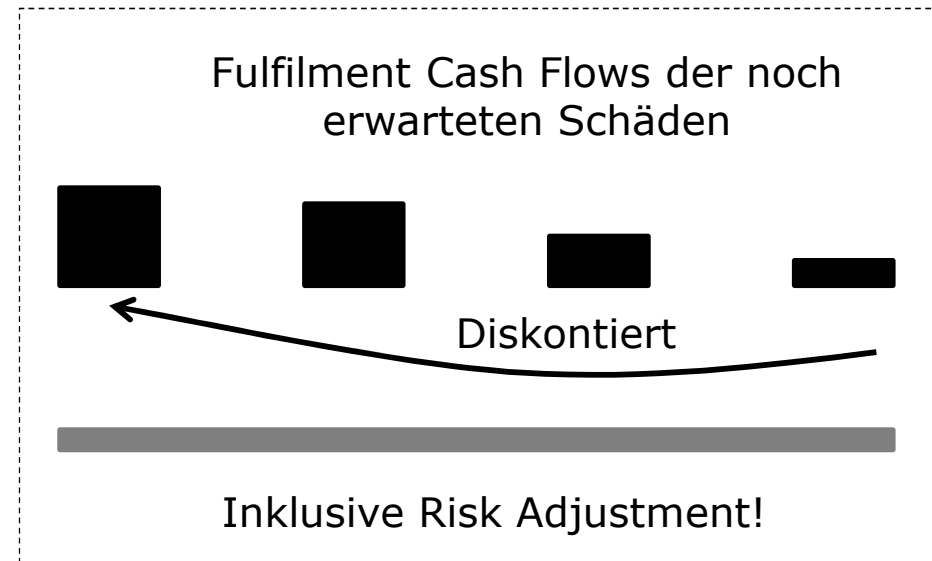 Fulfilment Cash Flows der noch
erwarteten Schäden
Diskontiert
Inklusive Risk Adjustment!